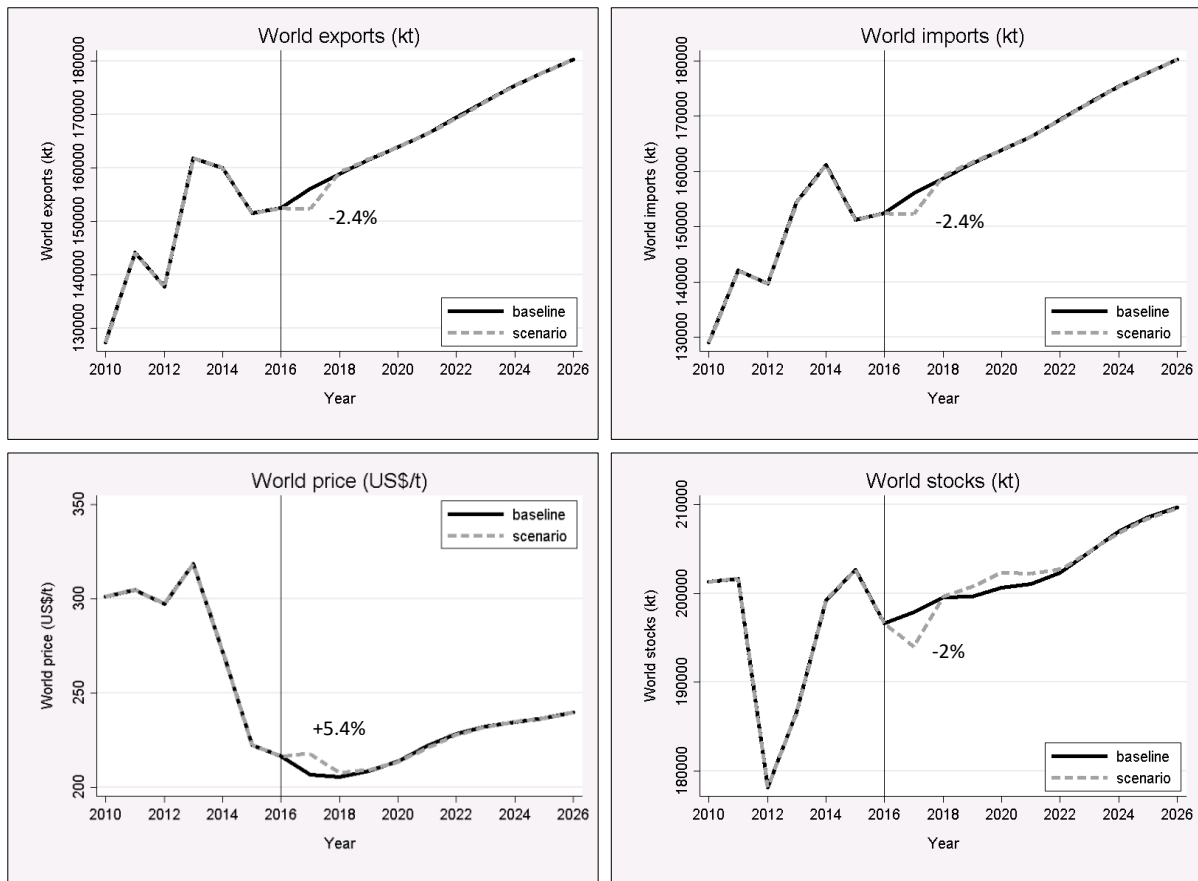 World exports (kt)
World exports (kt)
180000
170000
160000
150000
140000
130000
-2.4%
baseline
scenario
2010 2012 2014 2016 2018 2020 2022 2024 2026
Year
World imports (kt)
World imports (kt)
180000
170000
160000
150000
140000
130000
-2.4%
baseline
scenario
2010 2012 2014 2016 2018 2020 2022 2024 2026
Year
World price (US$/t)
World price (US$/t)
350
300
250
200
baseline
scenario
+5.4%
2010 2012 2014 2016 2018 2020 2022 2024 2026
Year
World stocks (kt)
World stocks (kt)
210000
200000
190000
180000
-2%
baseline
scenario
2010 2012 2014 2016 2018 2020 2022 2024 2026
Year